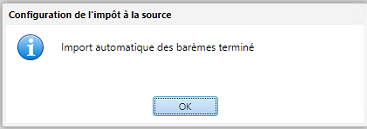 Configuration de l'impôt à la source
Import automatique des barèmes terminé
OK